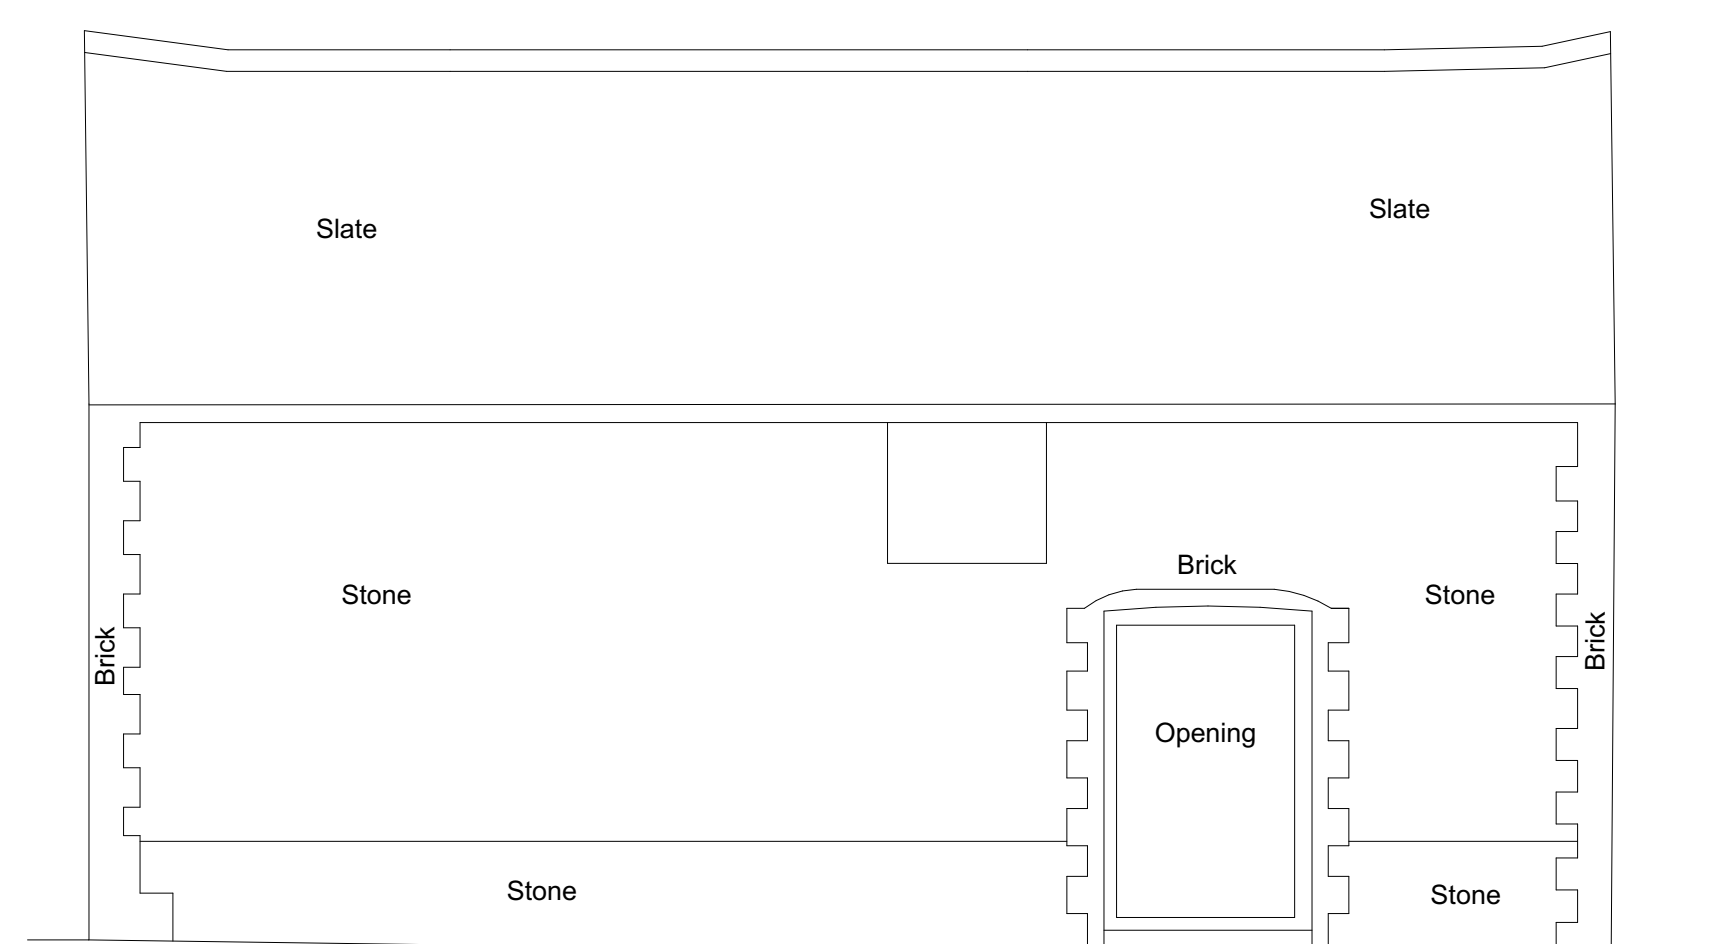 Slate
Slate
Brick
Stone
Stone
Brick
Brick
Opening
Stone
Stone